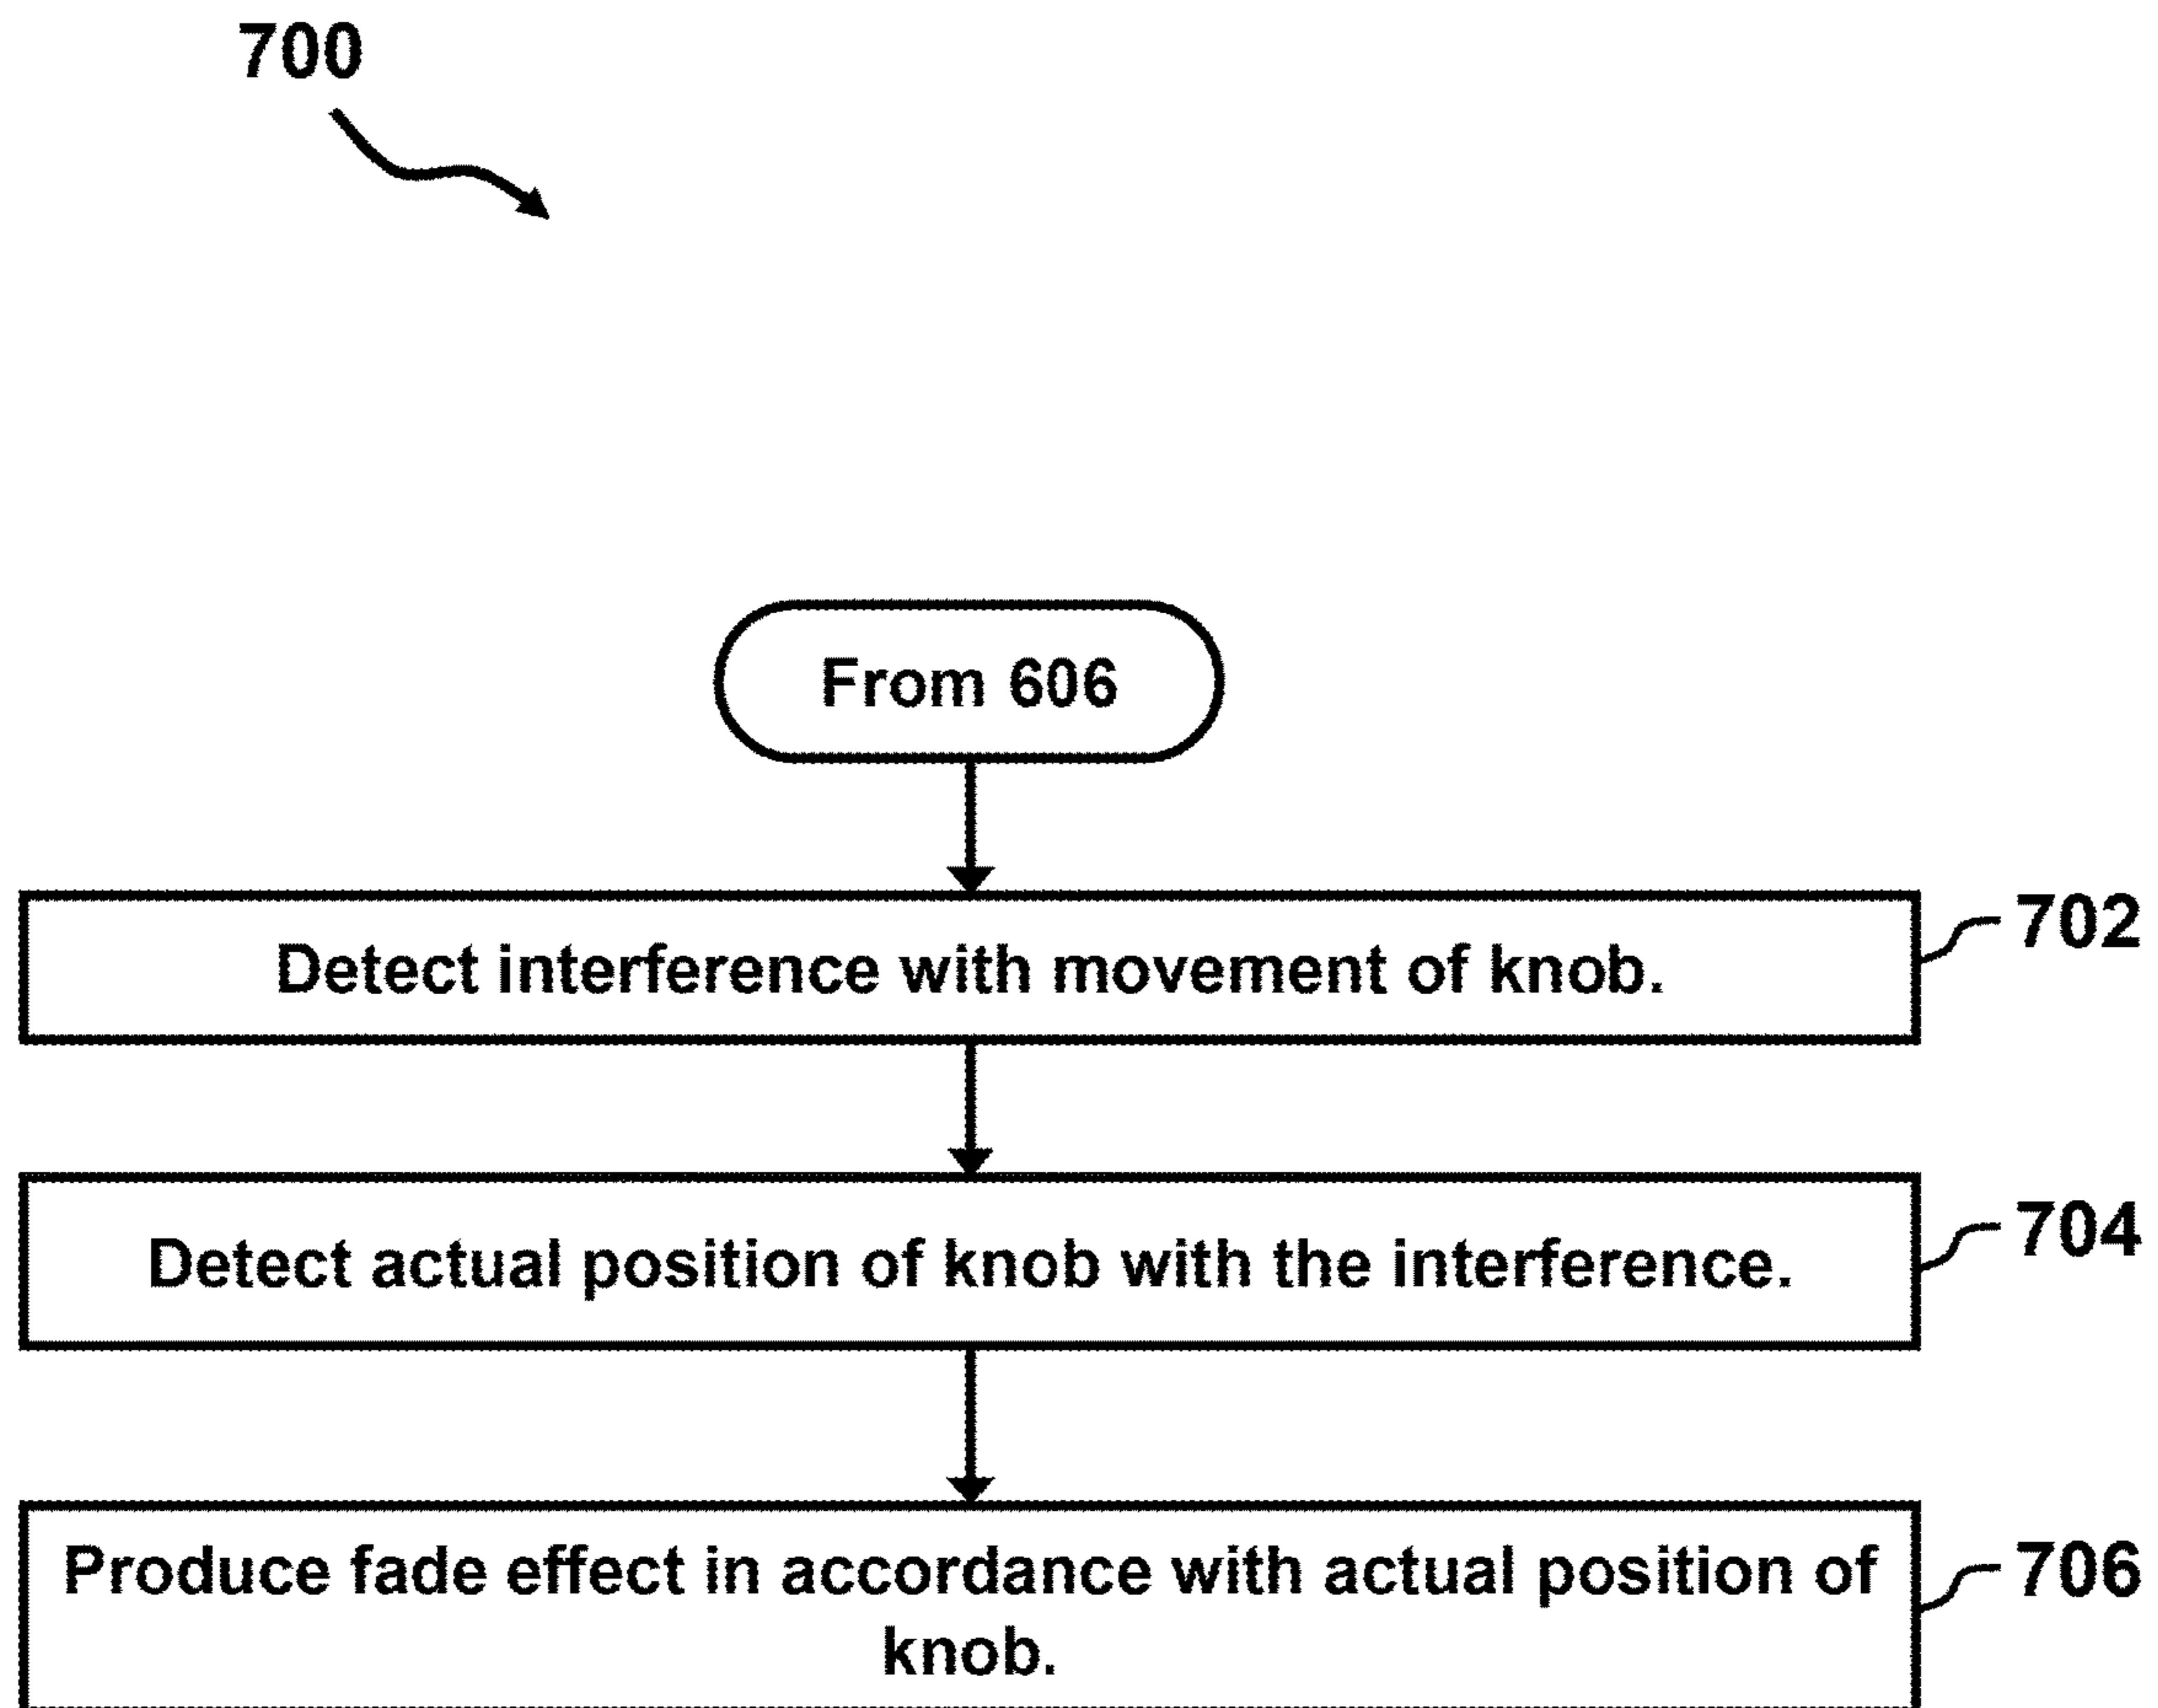 700
From 606
Detect interference with movement of knob.
702
Detect actual position of knob with the interference.
704
Produce fade effect in accordance with actual position of
knob.
706